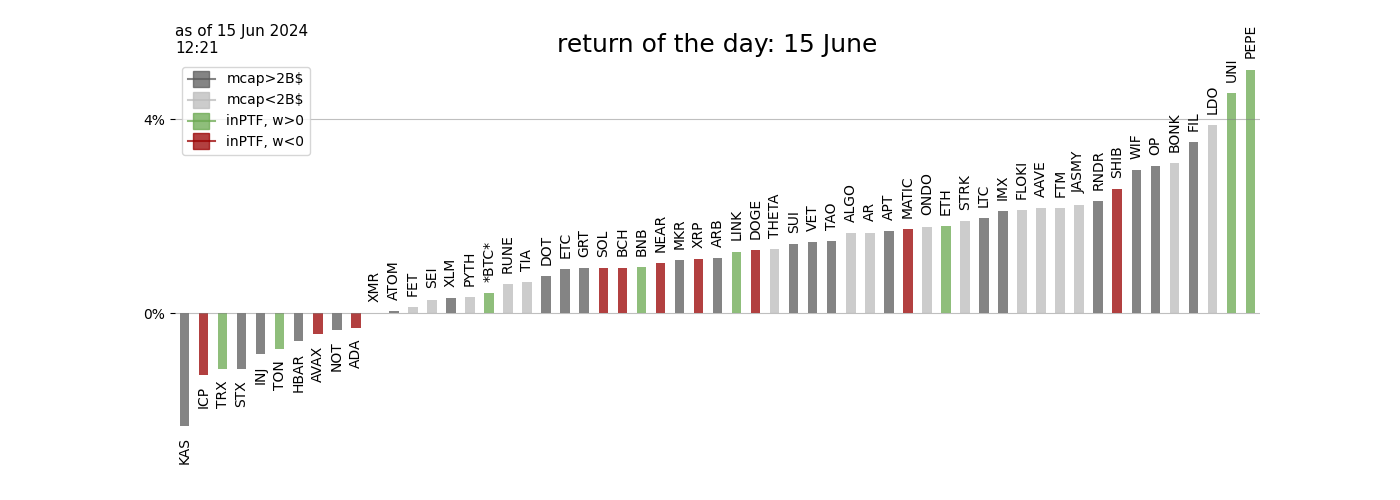 as of 15 Jun 2024
12:21
return of the day: 15 June
mcap>2B$
mcap<2B$
inPTF, w>0
inPTF, w<0
4%
0%
KAS
ICP
TRX
STX
INJ
TON
HBAR
AVAX
NOT
ADA
XMR
ATOM
FET
SEI
XLM
PYTH
*BTC*
RUNE
TIA
DOT
ETC
GRT
SOL
BCH
BNB
NEAR
MKR
XRP
ARB
LINK
DOGE
THETA
SUI
VET
TAO
ALGO
AR
APT
MATIC
ONDO
ETH
STRK
LTC
IMX
FLOKI
AAVE
FTM
JASMY
RNDR
SHIB
WIF
OP
BONK
FIL
LDO
UNI
PEPE